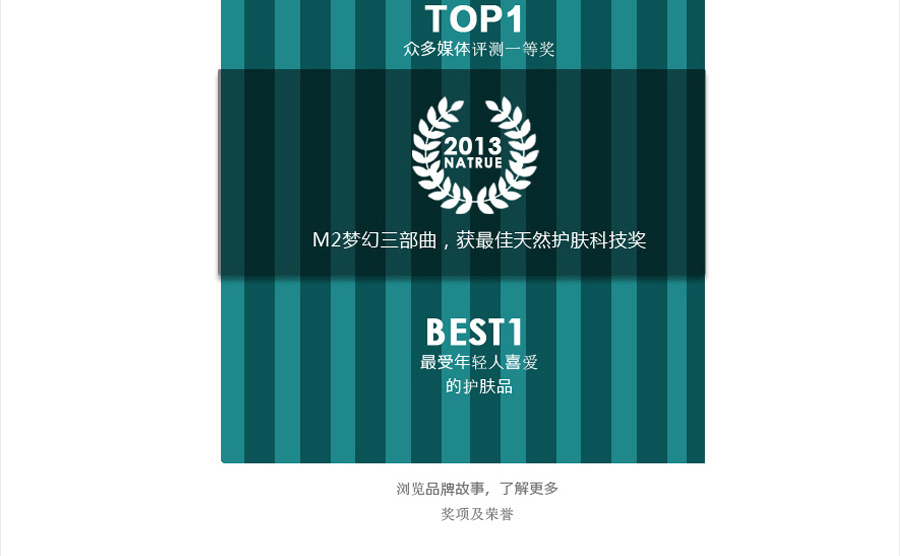 TOP1
众多媒体评测一等奖
2013
NATRUE
M2梦幻三部曲，获最佳天然护肤科技奖
BEST1
最受年轻人喜爱
的护肤品
浏览品牌故事，了解更多
奖项及荣誉